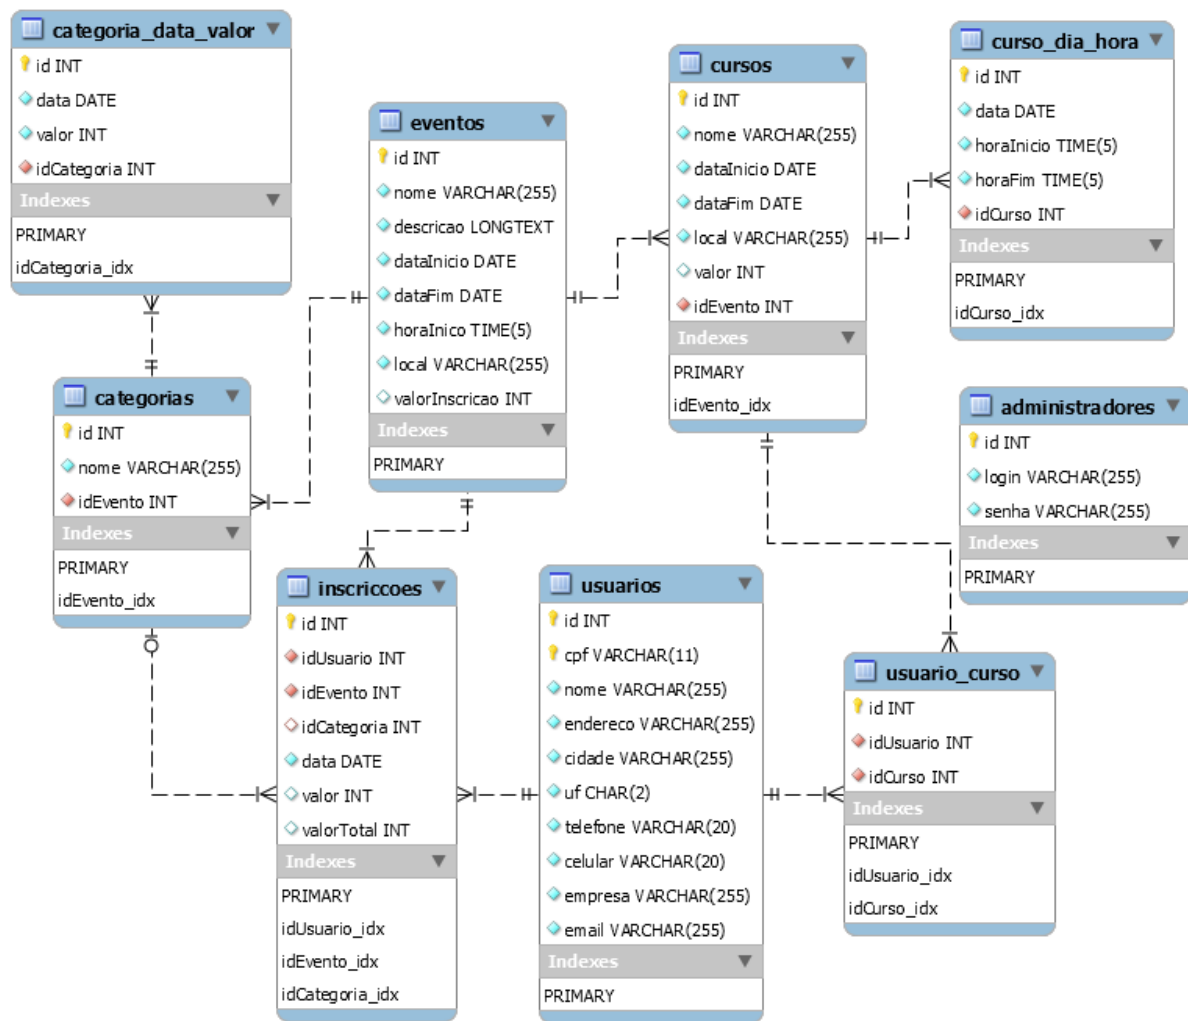 categoria_data_valor
id INT
data DATE
valor INT
idCategoria INT
Indexes
PRIMARY
idCategoria_idx
eventos
id INT
nome VARCHAR(255)
descricao LONGTEXT
dataInicio DATE
dataFim DATE
horaInico TIME(5)
local VARCHAR(255)
valorInscricao INT
Indexes
PRIMARY
cursos
id INT
nome VARCHAR(255)
dataInicio DATE
dataFim DATE
local VARCHAR(255)
valor INT
idEvento INT
Indexes
PRIMARY
idEvento_idx
curso_dia_hora
id INT
data DATE
horaInicio TIME(5)
horaFim TIME(5)
idCurso INT
Indexes
PRIMARY
idCurso_idx
categorias
id INT
nome VARCHAR(255)
idEvento INT
Indexes
PRIMARY
idEvento_idx
administradores
id INT
login VARCHAR(255)
senha VARCHAR(255)
Indexes
PRIMARY
inscriccoes
id INT
idUsuario INT
idEvento INT
idCategoria INT
data DATE
valor INT
valorTotal INT
Indexes
PRIMARY
idUsuario_idx
idEvento_idx
idCategoria_idx
usuarios
id INT
cpf VARCHAR(11)
nome VARCHAR(255)
endereco VARCHAR(255)
cidade VARCHAR(255)
uf CHAR(2)
telefone VARCHAR(20)
celular VARCHAR(20)
empresa VARCHAR(255)
email VARCHAR(255)
Indexes
PRIMARY
usuario_curso
id INT
idUsuario INT
idCurso INT
Indexes
PRIMARY
idUsuario_idx
idCurso_idx